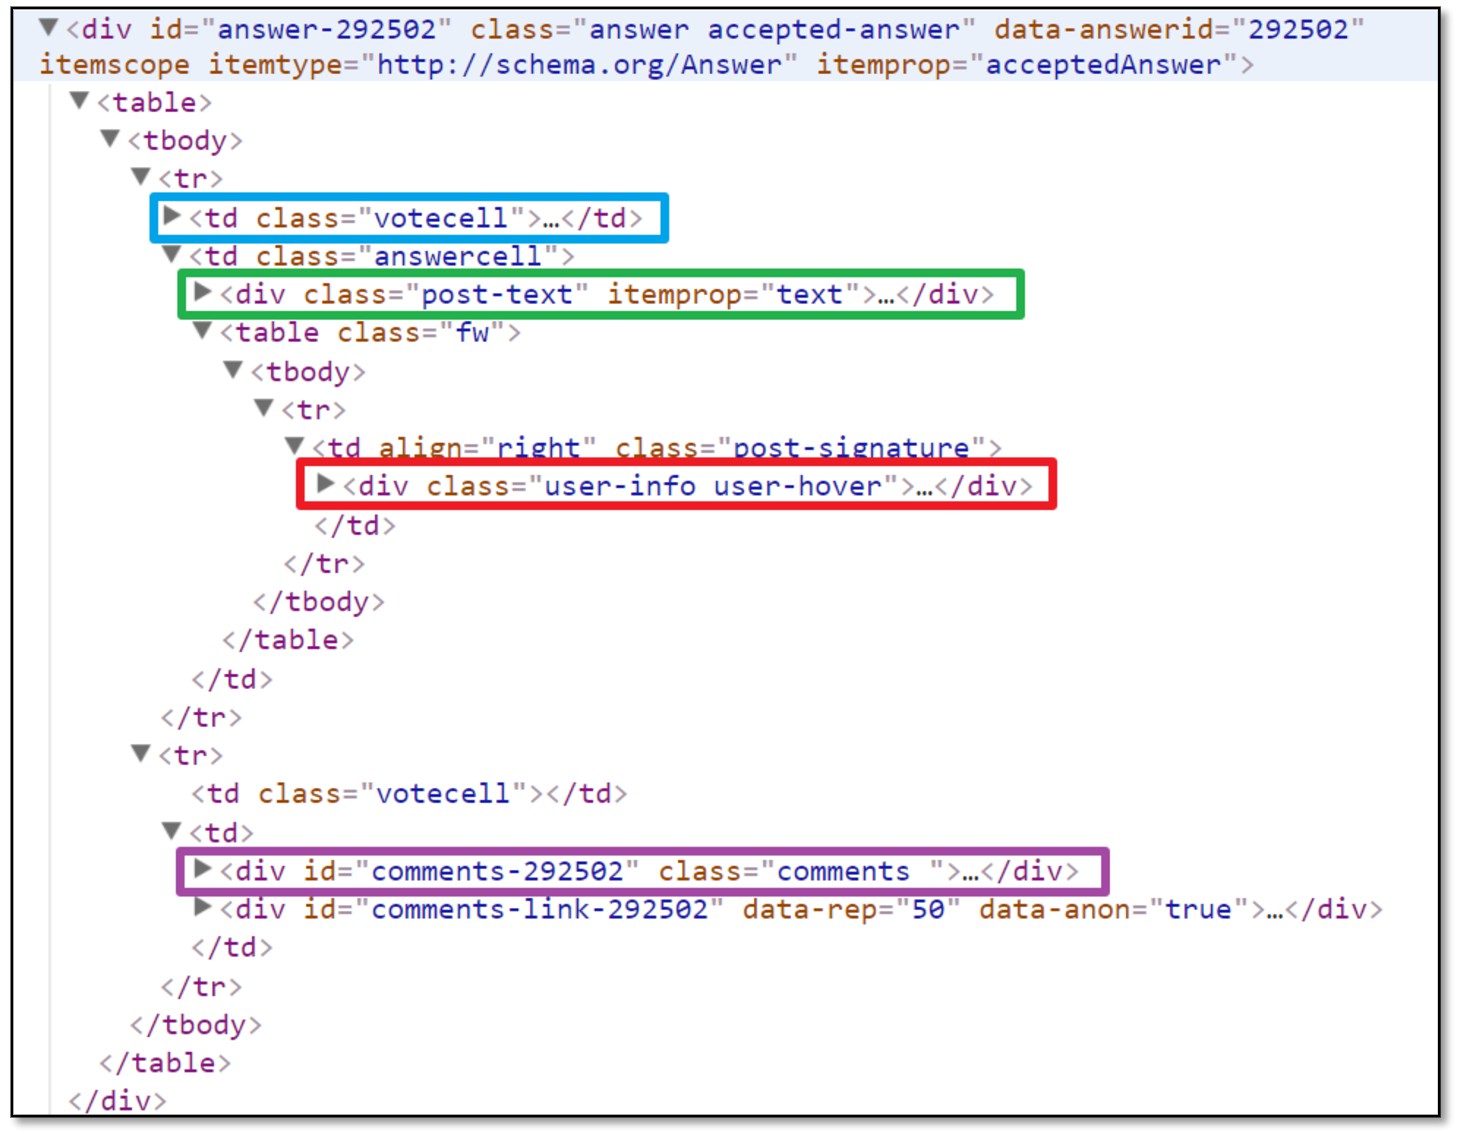 ▼<div id="answer-292502" class="answer accepted-answer" data-answerid="292502"
itemscope itemtype="http://schema.org/Answer" itemprop="acceptedAnswer">
▼<table>
▼<tbody>
▼<tr>
▶<td class="votecell">…</td>
▼<td class="answercell">
▶<div class="post-text" itemprop="text">…</div>
▼<table class="fw">
▼<tbody>
▼<tr>
▼<td align="right" class="post-signature">
▶<div class="user-info user-hover">…</div>
</td>
</tr>
</tbody>
</table>
</td>
</tr>
▼<tr>
<td class="votecell"></td>
▼<td>
▶<div id="comments-292502" class="comments ">…</div>
▶<div id="comments-link-292502" data-rep="50" data-anon="true">…</div>
</td>
</tr>
</tbody>
</table>
</div>